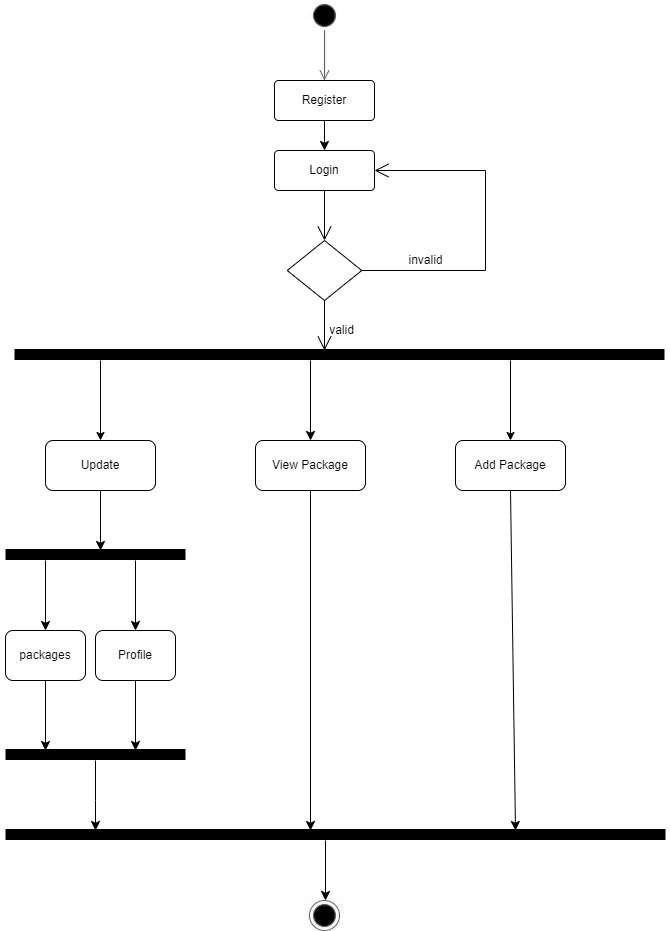 Register
Login
invalid
valid
Update
View Package
Add Package
packages
Profile